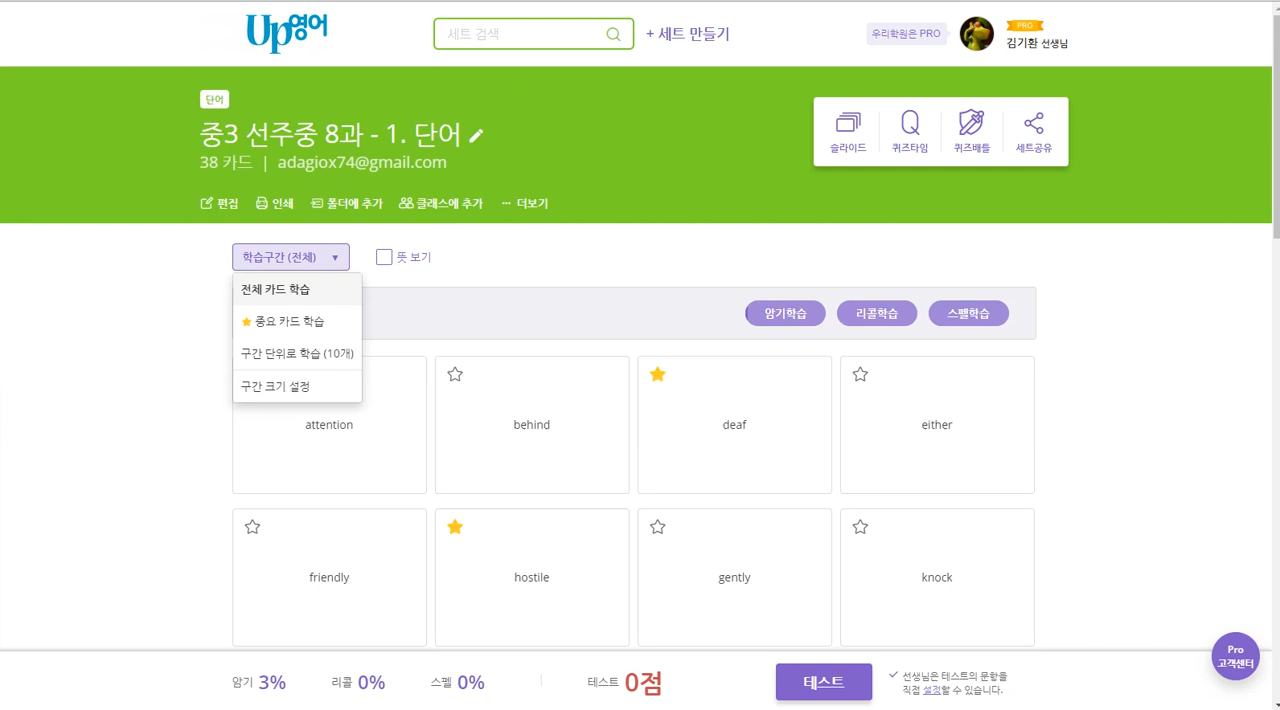 Up영어
세트 검색
+ 세트 만들기
우리학원은 PRO
PRO
김기환 선생님
단어
중3 선주중 8과 - 1. 단어
38 카드 | adagiox74@gmail.com
슬라이드 퀴즈타임 퀴즈배틀 세트공유
편집 인쇄 폴더에 추가 클래스에 추가 ··· 더보기
학습구간 (전체) ▼
뜻 보기
전체 카드 학습
중요 카드 학습
구간 단위로 학습 (10개)
구간 크기 설정
암기학습 리콜학습 스펠학습
attention behind deaf either
friendly hostile gently knock
암기 3% 리콜 0% 스펠 0% 테스트 0점
테스트
선생님은 테스트의 문항을
직접 설정할 수 있습니다.
Pro
고객센터